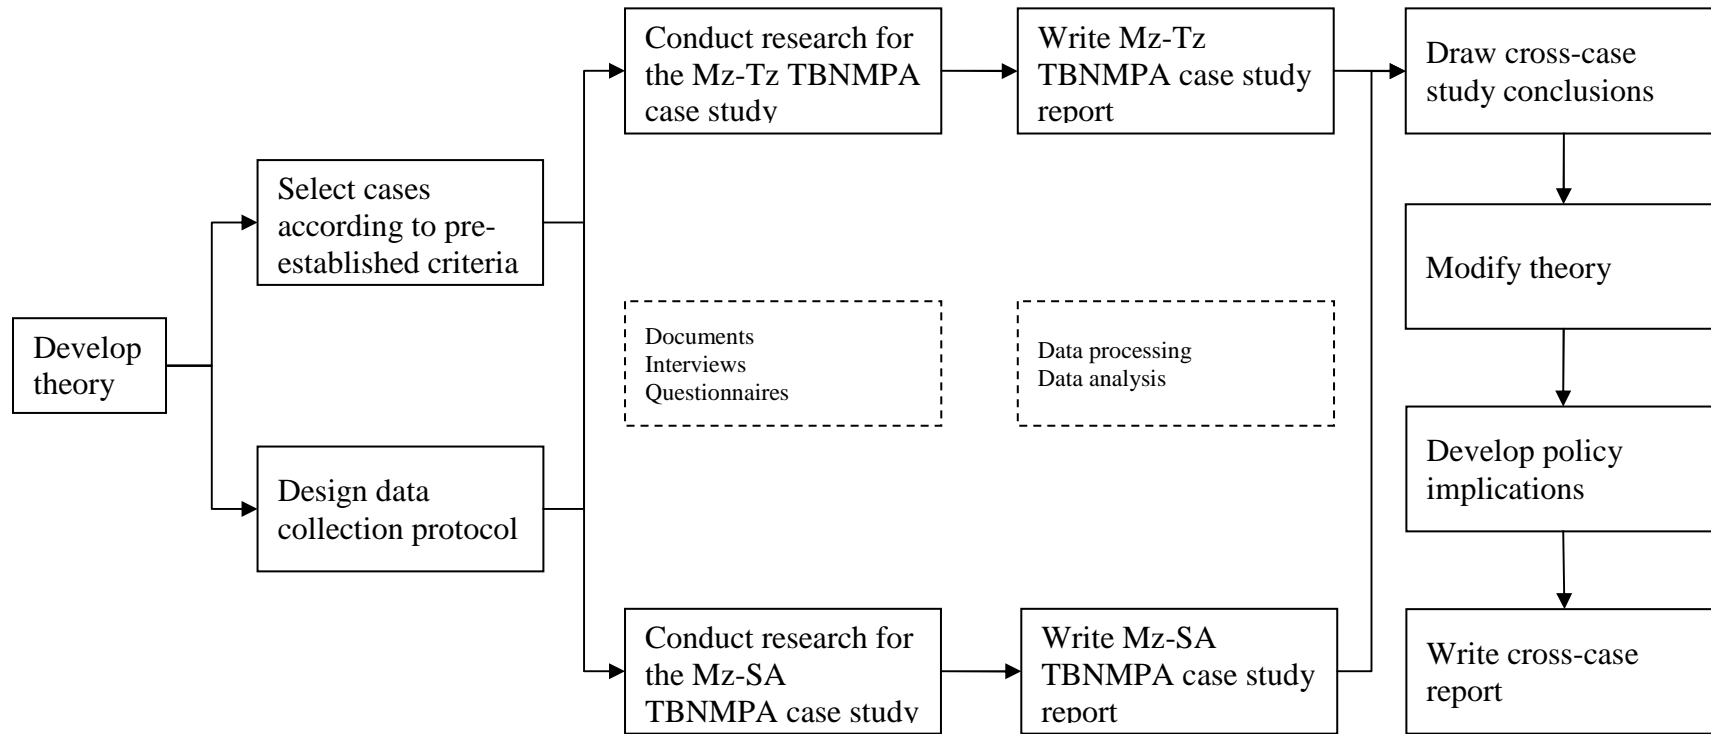 Develop
theory
Select cases
according to pre-
established criteria
Design data
collection protocol
Conduct research for
the Mz-Tz TBNMPA
case study
Documents
Interviews
Questionnaires
Conduct research for
the Mz-SA
TBNMPA case study
Write Mz-Tz
TBNMPA case study
report
Data processing
Data analysis
Write Mz-SA
TBNMPA case study
report
Draw cross-case
study conclusions
Modify theory
Develop policy
implications
Write cross-case
report